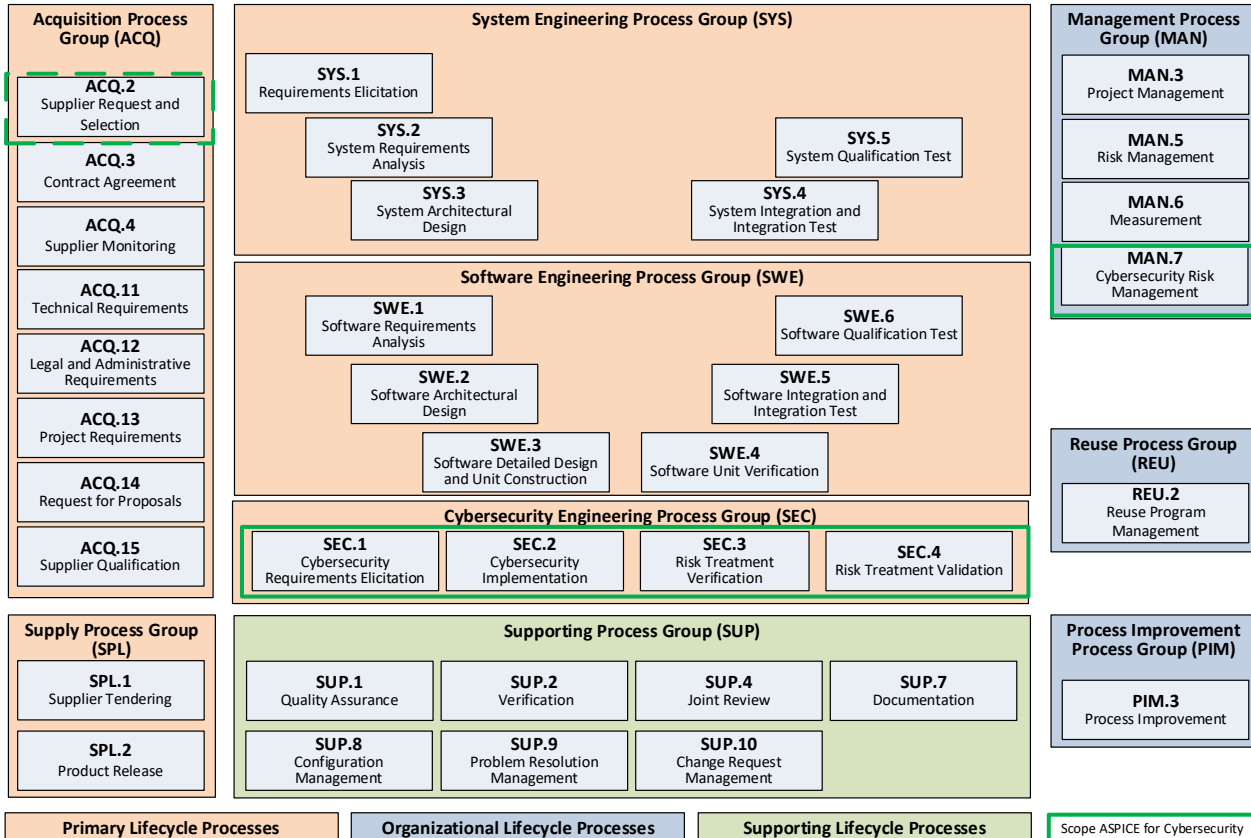 Acquisition Process
Group (ACQ)
ACQ.2
Supplier Request and
Selection
ACQ.3
Contract Agreement
ACQ.4
Supplier Monitoring
ACQ.11
Technical Requirements
ACQ.12
Legal and Administrative
Requirements
ACQ.13
Project Requirements
ACQ.14
Request for Proposals
ACQ.15
Supplier Qualification
System Engineering Process Group (SYS)
SYS.1
Requirements Elicitation
SYS.2
System Requirements
Analysis
SYS.3
System Architectural
Design
SYS.5
System Qualification Test
SYS.4
System Integration and
Integration Test
Software Engineering Process Group (SWE)
SWE.1
Software Requirements
Analysis
SWE.2
Software Architectural
Design
SWE.3
Software Detailed Design
and Unit Construction
SWE.6
Software Qualification Test
SWE.5
Software Integration and
Integration Test
SWE.4
Software Unit Verification
Cybersecurity Engineering Process Group (SEC)
SEC.1
Cybersecurity
Requirements Elicitation
SEC.2
Cybersecurity
Implementation
SEC.3
Risk Treatment
Verification
SEC.4
Risk Treatment Validation
Management Process
Group (MAN)
MAN.3
Project Management
MAN.5
Risk Management
MAN.6
Measurement
MAN.7
Cybersecurity Risk
Management
Reuse Process Group
(REU)
REU.2
Reuse Program
Management
Supply Process Group
(SPL)
SPL.1
Supplier Tendering
SPL.2
Product Release
Supporting Process Group (SUP)
SUP.1
Quality Assurance
SUP.2
Verification
SUP.4
Joint Review
SUP.7
Documentation
SUP.8
Configuration
Management
SUP.9
Problem Resolution
Management
SUP.10
Change Request
Management
Process Improvement
Process Group (PIM)
PIM.3
Process Improvement
Primary Lifecycle Processes
Organizational Lifecycle Processes
Supporting Lifecycle Processes
Scope ASPICE for Cybersecurity